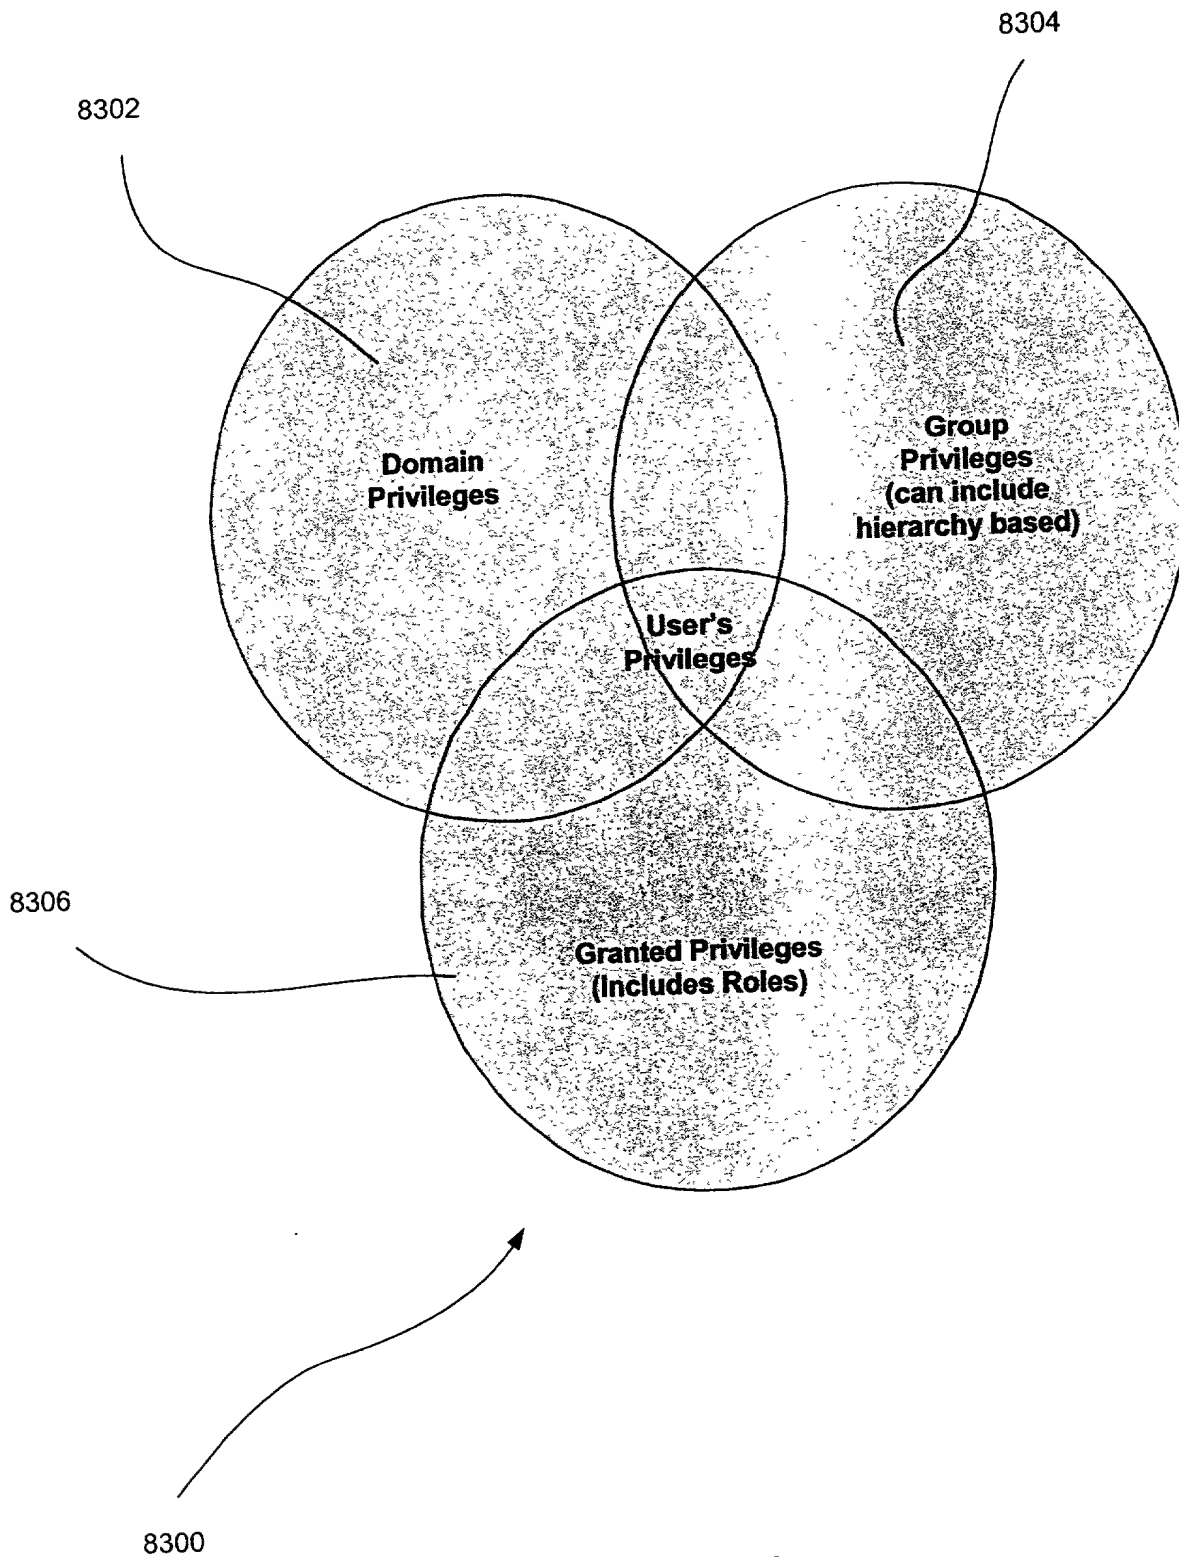 8304
8302
Domain
Privileges
Group
Privileges
(can include
hierarchy based)
User's
Privileges
8306
Granted Privileges
(Includes Roles)
8300